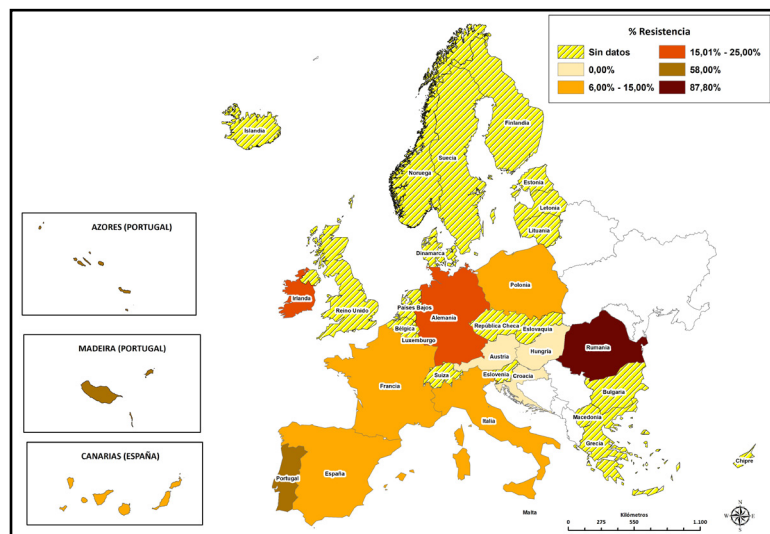 % Resistencia
Sin datos
15,01% - 25,00%
0,00%
58,00%
6,00% - 15,00%
87,80%
Islandia
Finlandia
Suecia
Noruega
Estonia
Letonia
Lituania
Dinamarca
AZORES (PORTUGAL)
Irlanda
Reino Unido
Países Bajos
Polonia
Alemania
Bélgica
Luxemburgo
República Checa
Eslovaquia
MADEIRA (PORTUGAL)
Austria
Hungría
Rumania
Suiza
Eslovenia
Croacia
Francia
Bulgaria
Italia
Macedonia
Grecia
Chipre
CANARIAS (ESPAÑA)
Portugal
España
Malta
Kilómetros
0 275 550 1.100
N
W E
S